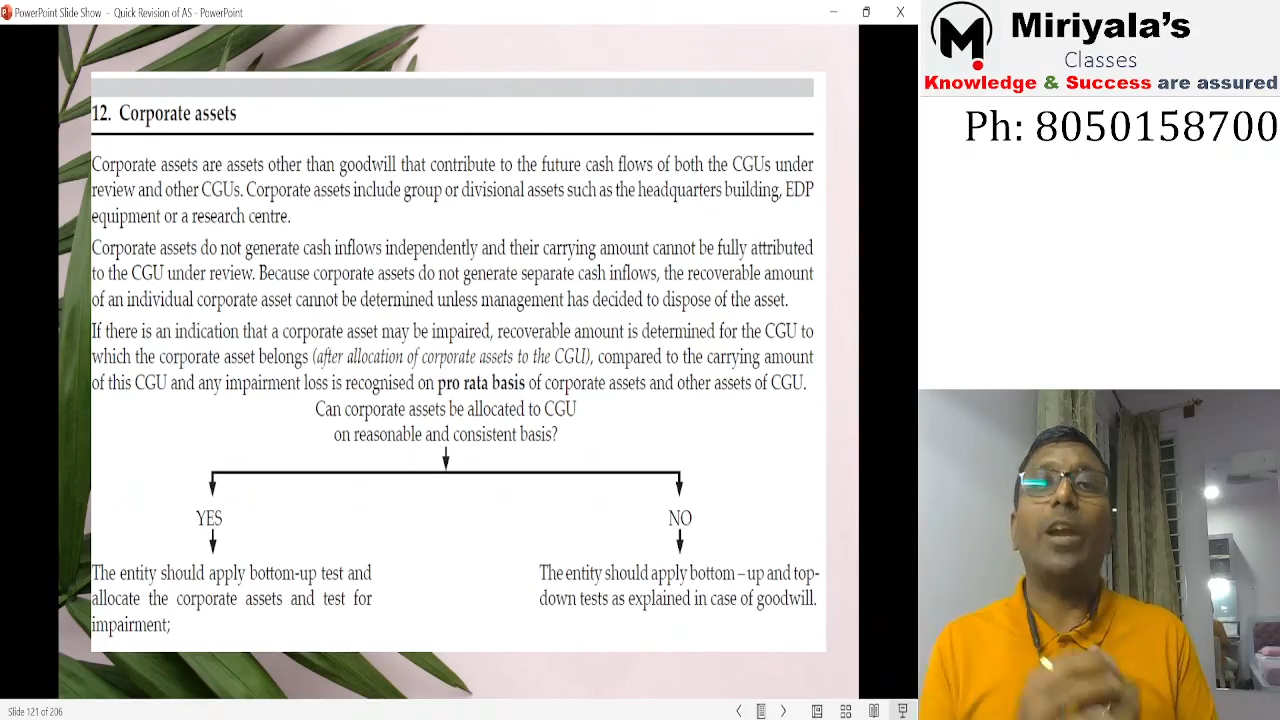 PowerPoint Slide Show - Quick Revision of AS - PowerPoint
Miriyala's
Classes
Knowledge & Success are assured
Ph: 8050158700
12. Corporate assets
Corporate assets are assets other than goodwill that contribute to the future cash flows of both the CGUs under
review and other CGUs. Corporate assets include group or divisional assets such as the headquarters building, EDP
equipment or a research centre.
Corporate assets do not generate cash inflows independently and their carrying amount cannot be fully attributed
to the CGU under review. Because corporate assets do not generate separate cash inflows, the recoverable amount
of an individual corporate asset cannot be determined unless management has decided to dispose of the asset.
If there is an indication that a corporate asset may be impaired, recoverable amount is determined for the CGU to
which the corporate asset belongs (after allocation of corporate assets to the CGU), compared to the carrying amount
of this CGU and any impairment loss is recognised on pro rata basis of corporate assets and other assets of CGU.
Can corporate assets be allocated to CGU
on reasonable and consistent basis?
YES
NO
The entity should apply bottom-up test and
allocate the corporate assets and test for
impairment;
The entity should apply bottom – up and top-
down tests as explained in case of goodwill.
Slide 121 of 206